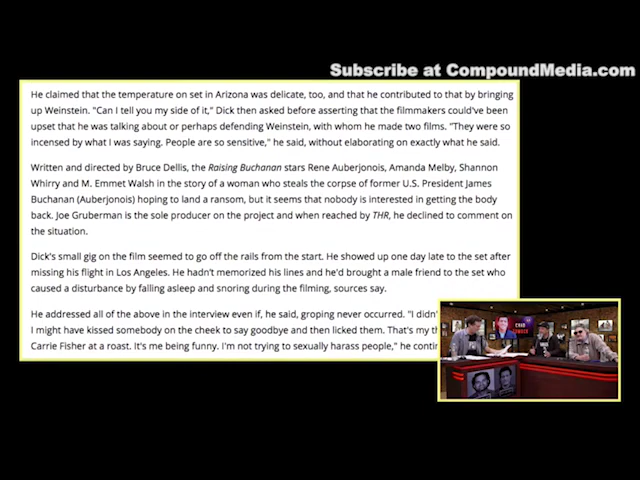 Subscribe at CompoundMedia.com
He claimed that the temperature on set in Arizona was delicate, too, and that he contributed to that by bringing
up Weinstein. "Can I tell you my side of it," Dick then asked before asserting that the filmmakers could've been
upset that he was talking about or perhaps defending Weinstein, with whom he made two films. "They were so
incensed by what I was saying. People are so sensitive," he said, without elaborating on exactly what he said.
Written and directed by Bruce Dellis, the Raising Buchanan stars Rene Auberjonois, Amanda Melby, Shannon
Whirry and M. Emmet Walsh in the story of a woman who steals the corpse of former U.S. President James
Buchanan (Auberjonois) hoping to land a ransom, but it seems that nobody is interested in getting the body
back. Joe Gruberman is the sole producer on the project and when reached by THR, he declined to comment on
the situation.
Dick's small gig on the film seemed to go off the rails from the start. He showed up one day late to the set after
missing his flight in Los Angeles. He hadn't memorized his lines and he'd brought a male friend to the set who
caused a disturbance by falling asleep and snoring during the filming, sources say.
He addressed all of the above in the interview even if, he said, groping never occurred. "I didn'
I might have kissed somebody on the cheek to say goodbye and then licked them. That's my th
Carrie Fisher at a roast. It's me being funny. I'm not trying to sexually harass people," he contin